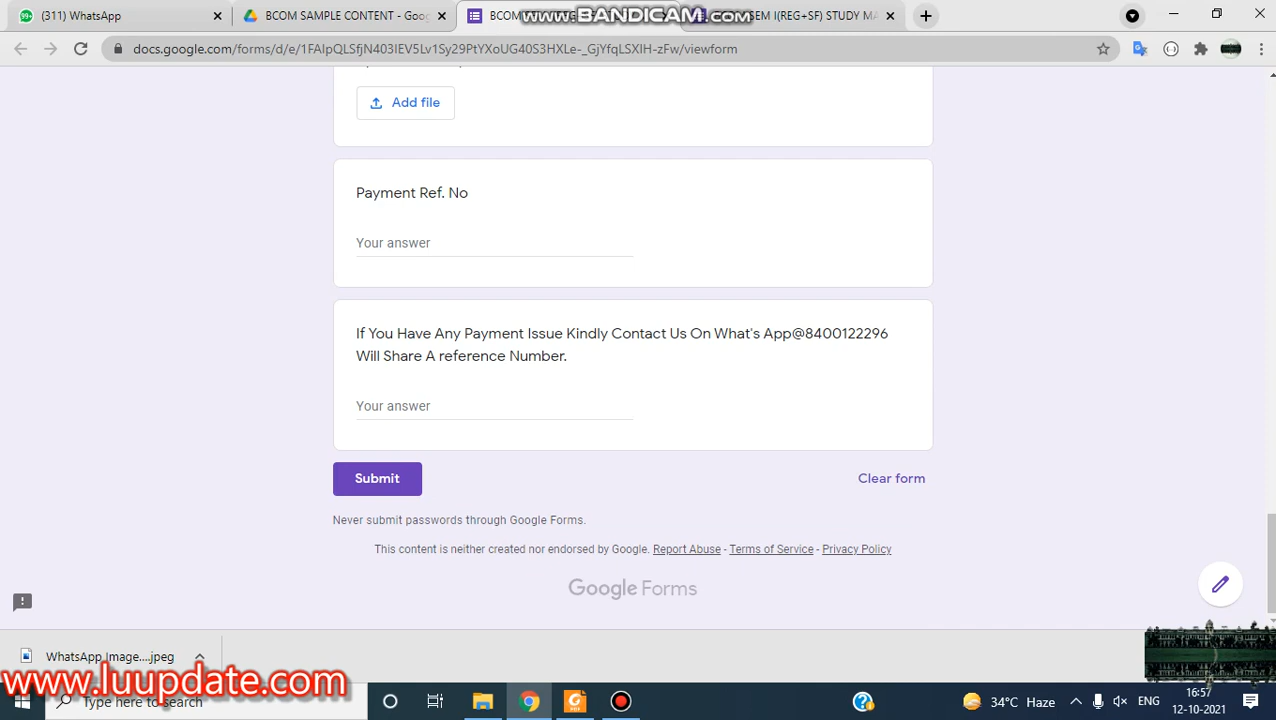 (311) WhatsApp
BCOM SAMPLE CONTENT - Goog
BCOM
www.BANDICAM.com
SEM I(REG+SF) STUDY MA
docs.google.com/forms/d/e/1FAIpQLSfjN403IEV5Lv1Sy29PtYXoUG40S3HXLe-_GjYfqLSXIH-zFw/viewform
Add file
Payment Ref. No
Your answer
If You Have Any Payment Issue Kindly Contact Us On What's App@8400122296
Will Share A reference Number.
Your answer
Submit
Clear form
Never submit passwords through Google Forms.
This content is neither created nor endorsed by Google. Report Abuse - Terms of Service - Privacy Policy
Google Forms
WhatsApp Image....jpeg
www.luupdate.com
Type here to search
34°C Haze
ENG
16:57
12-10-2021